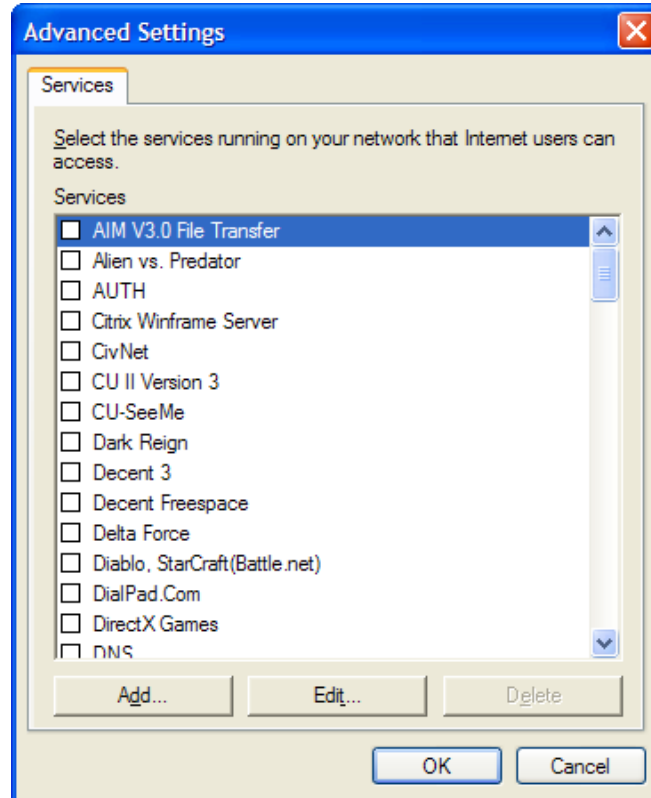 Advanced Settings
Services
Select the services running on your network that Internet users can
access.
Services
AIM V3.0 File Transfer
Alien vs. Predator
AUTH
Citrix Winframe Server
CivNet
CU II Version 3
CU-SeeMe
Dark Reign
Decent 3
Decent Freespace
Delta Force
Diablo, StarCraft(Battle.net)
DialPad.Com
DirectX Games
DNS
Add...
Edit...
Delete
OK
Cancel